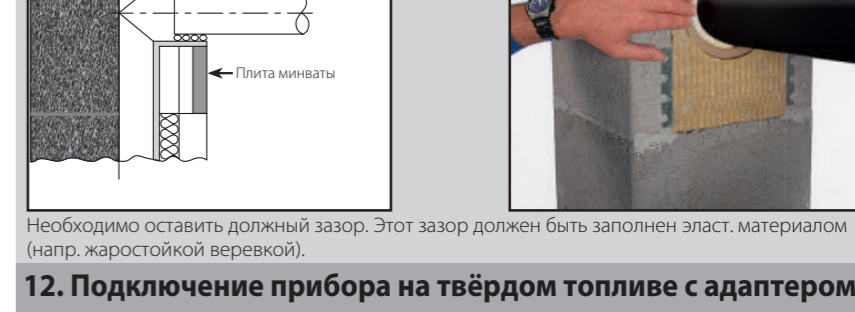 Плита минваты
Необходимо оставить должный зазор. Этот зазор должен быть заполнен эласт. материалом
(напр. жаростойкой веревкой).
12. Подключение прибора на твёрдом топливе с адаптером